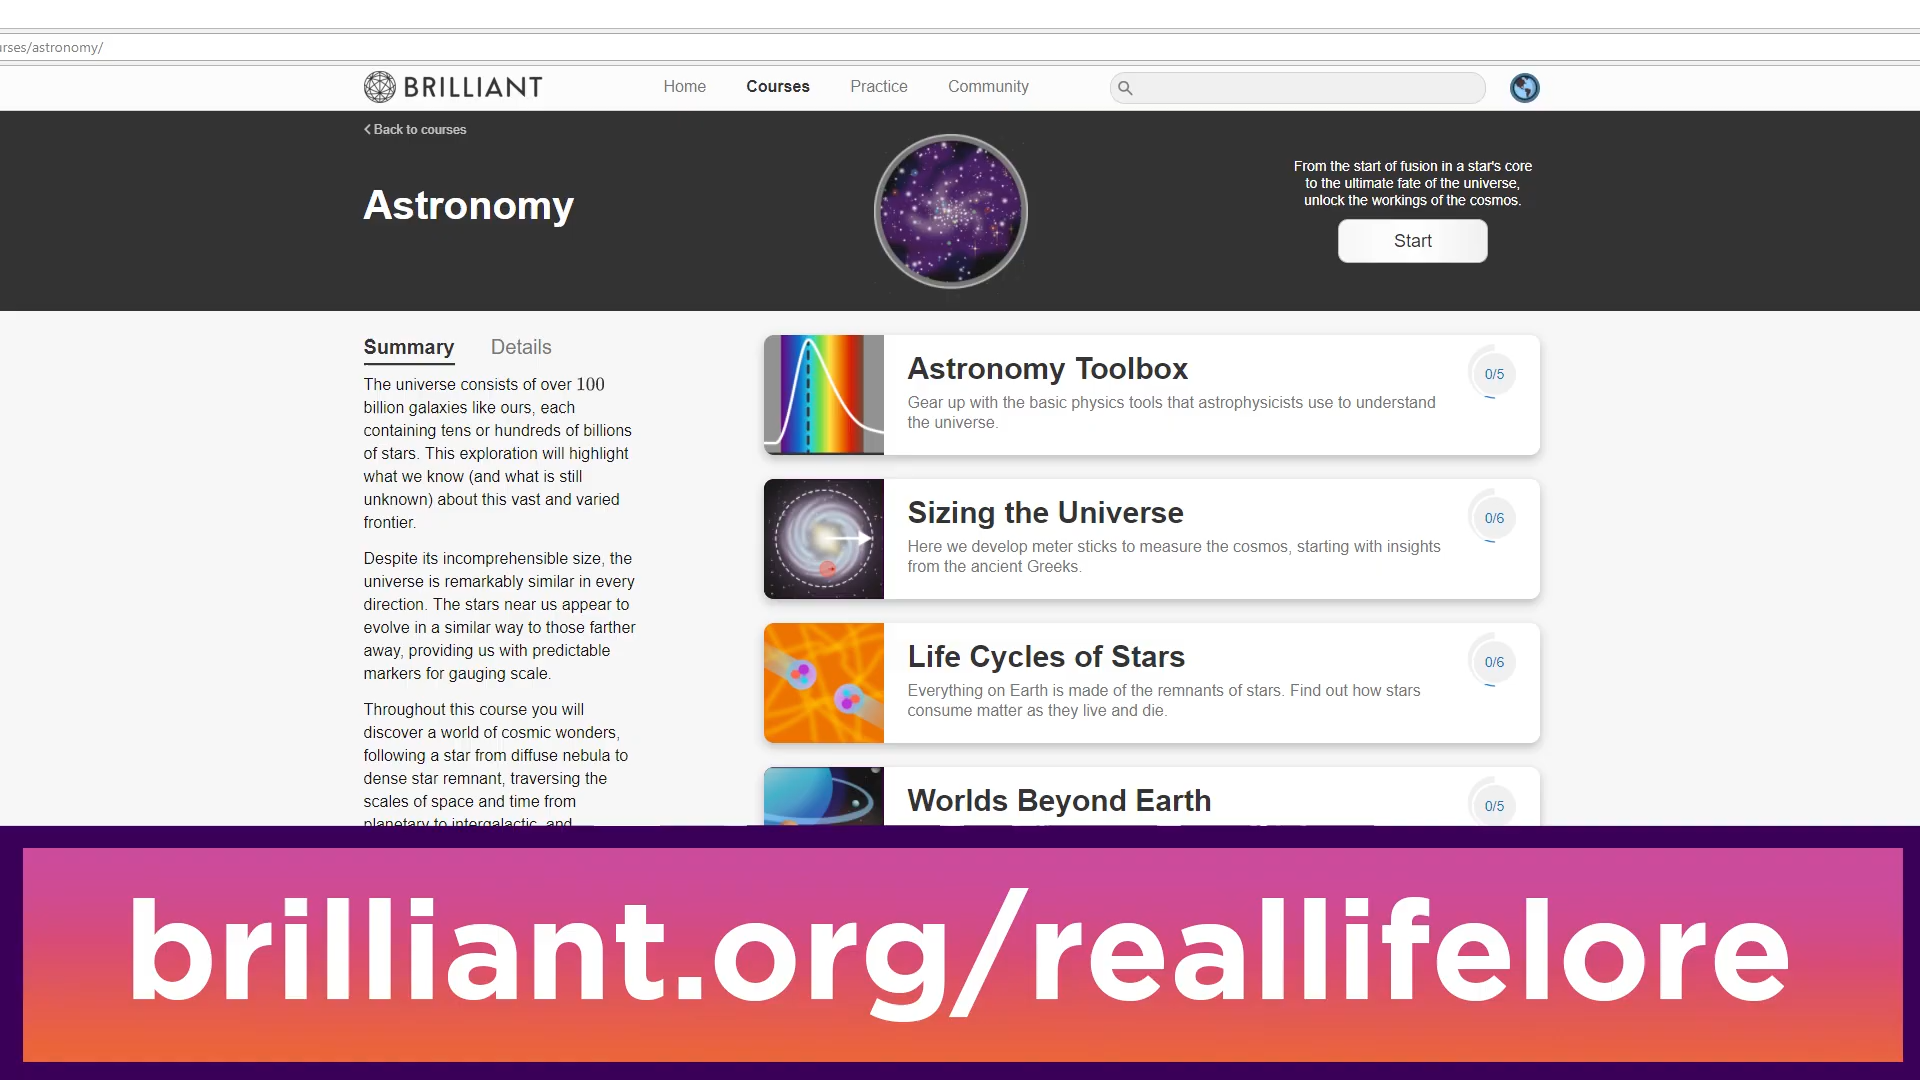 urses/astronomy/
BRILLIANT
Home
Courses
Practice
Community
Back to courses
Astronomy
From the start of fusion in a star's core
to the ultimate fate of the universe,
unlock the workings of the cosmos.
Start
Summary
Details
The universe consists of over 100
billion galaxies like ours, each
containing tens or hundreds of billions
of stars. This exploration will highlight
what we know (and what is still
unknown) about this vast and varied
frontier.
Despite its incomprehensible size, the
universe is remarkably similar in every
direction. The stars near us appear to
evolve in a similar way to those farther
away, providing us with predictable
markers for gauging scale.
Throughout this course you will
discover a world of cosmic wonders,
following a star from diffuse nebula to
dense star remnant, traversing the
scales of space and time from
planetary to intergalactic, and
Astronomy Toolbox
Gear up with the basic physics tools that astrophysicists use to understand
the universe.
0/5
Sizing the Universe
Here we develop meter sticks to measure the cosmos, starting with insights
from the ancient Greeks.
0/6
Life Cycles of Stars
Everything on Earth is made of the remnants of stars. Find out how stars
consume matter as they live and die.
0/6
Worlds Beyond Earth
0/5
brilliant.org/reallifelore